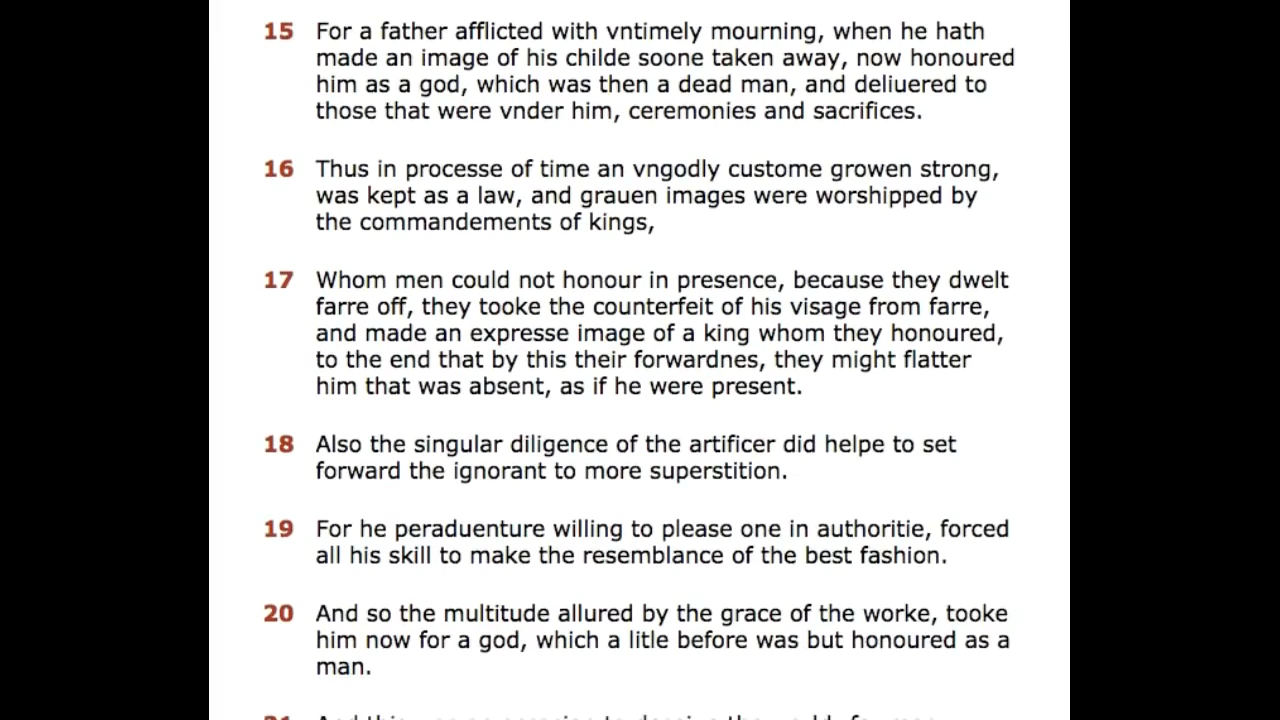 15 For a father afflicted with vntimely mourning, when he hath
made an image of his childe soone taken away, now honoured
him as a god, which was then a dead man, and deliuered to
those that were vnder him, ceremonies and sacrifices.
16 Thus in processe of time an vngodly custome growen strong,
was kept as a law, and grauen images were worshipped by
the commandements of kings,
17 Whom men could not honour in presence, because they dwelt
farre off, they tooke the counterfeit of his visage from farre,
and made an expresse image of a king whom they honoured,
to the end that by this their forwardnes, they might flatter
him that was absent, as if he were present.
18 Also the singular diligence of the artificer did helpe to set
forward the ignorant to more superstition.
19 For he peraduenture willing to please one in authoritie, forced
all his skill to make the resemblance of the best fashion.
20 And so the multitude allured by the grace of the worke, tooke
him now for a god, which a litle before was but honoured as a
man.